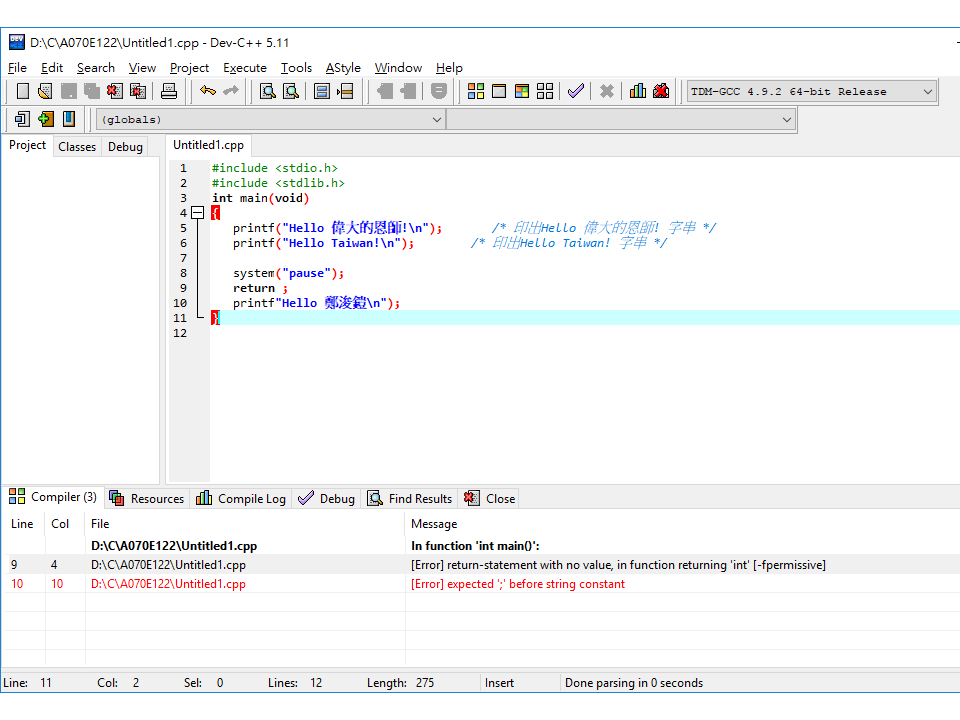 D:\C\A070E122\Untitled1.cpp - Dev-C++ 5.11
File Edit Search View Project Execute Tools AStyle Window Help
TDM-GCC 4.9.2 64-bit Release
(globals)
Project Classes Debug Untitled1.cpp
1 #include <stdio.h>
2 #include <stdlib.h>
3 int main(void)
4 {
5 printf("Hello 偉大的恩師!\n"); /* 印出Hello 偉大的恩師! 字串 */
6 printf("Hello Taiwan!\n"); /* 印出Hello Taiwan! 字串 */
7
8 system("pause");
9 return ;
10 printf"Hello 鄭浚鎧\n");
11 }
12
Compiler (3) Resources Compile Log Debug Find Results Close
Line Col File Message
D:\C\A070E122\Untitled1.cpp In function 'int main()':
9 4 D:\C\A070E122\Untitled1.cpp [Error] return-statement with no value, in function returning 'int' [-fpermissive]
10 10 D:\C\A070E122\Untitled1.cpp [Error] expected ';' before string constant
Line: 11 Col: 2 Sel: 0 Lines: 12 Length: 275 Insert Done parsing in 0 seconds